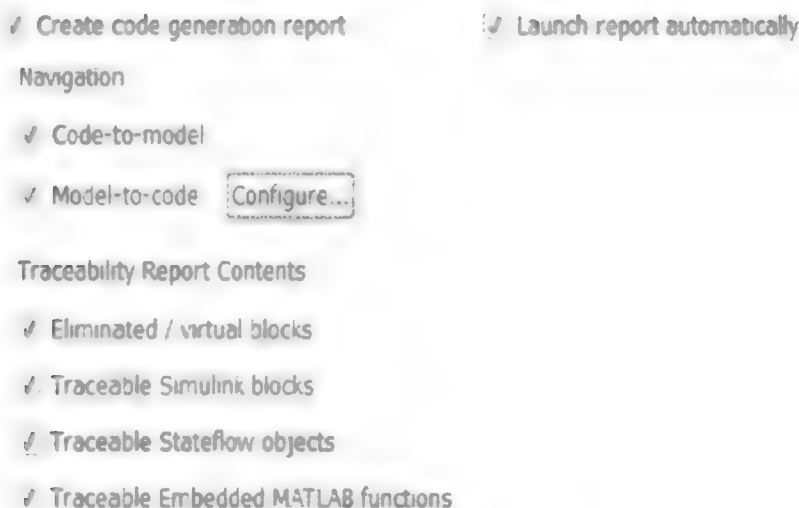 Create code generation report Launch report automatically
Navigation
Code-to-model
Model-to-code Configure...
Traceability Report Contents
Eliminated / virtual blocks
Traceable Simulink blocks
Traceable Stateflow objects
Traceable Embedded MATLAB functions